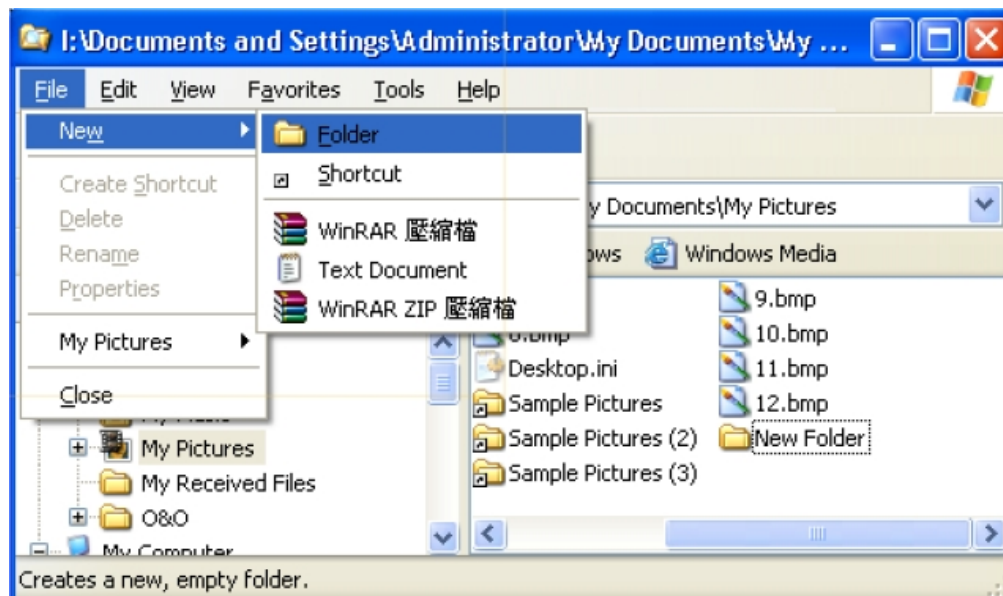 I:\Documents and Settings\Administrator\My Documents\My ...
File Edit View Favorites Tools Help
New
Create Shortcut
Delete
Rename
Properties
My Pictures
Close
Folder
Shortcut
WinRAR 壓縮檔
Text Document
WinRAR ZIP 壓縮檔
y Documents\My Pictures
ows Windows Media
Desktop.ini
Sample Pictures
Sample Pictures (2)
Sample Pictures (3)
9.bmp
10.bmp
11.bmp
12.bmp
New Folder
My Pictures
My Received Files
O&O
My Computer
Creates a new, empty folder.